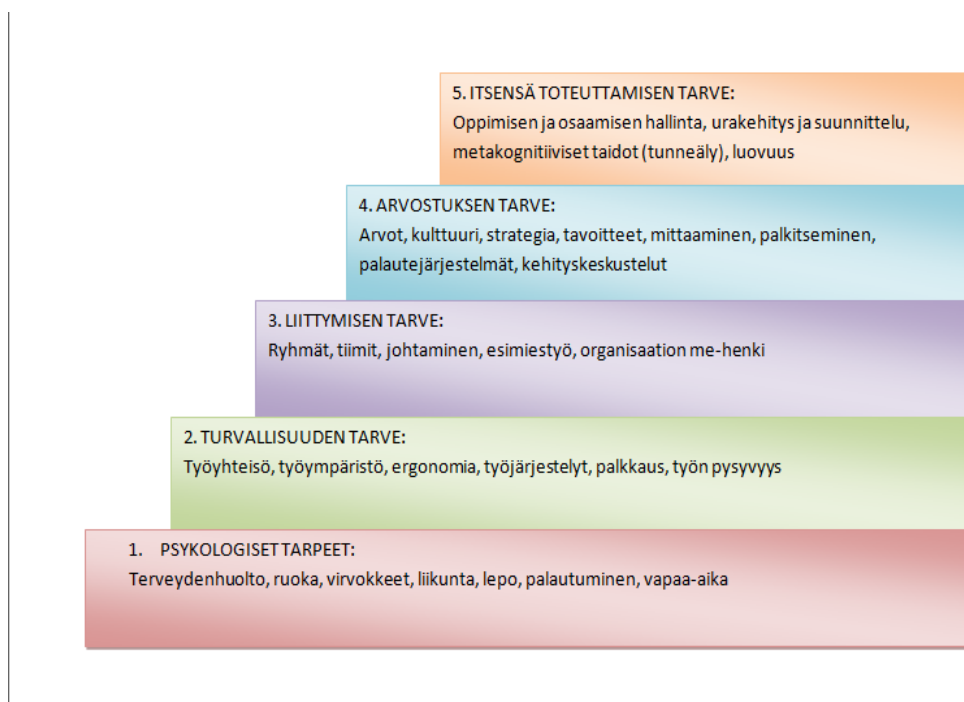 5. ITSENSÄ TOTEUTTAMISEN TARVE:
Oppimisen ja osaamisen hallinta, urakehitys ja suunnittelu,
metakognitiiviset taidot (tunneäly), luovuus
4. ARVOSTUKSEN TARVE:
Arvot, kulttuuri, strategia, tavoitteet, mittaaminen, palkitseminen,
palautejärjestelmät, kehityskeskustelut
3. LIITTYMISEN TARVE:
Ryhmät, tiimit, johtaminen, esimiestyö, organisaation me-henki
2. TURVALLISUUDEN TARVE:
Työyhteisö, työympäristö, ergonomia, työjärjestelyt, palkkaus, työn pysyvyys
1. PSYKOLOGISET TARPEET:
Terveydenhuolto, ruoka, virvokkeet, liikunta, lepo, palautuminen, vapaa-aika